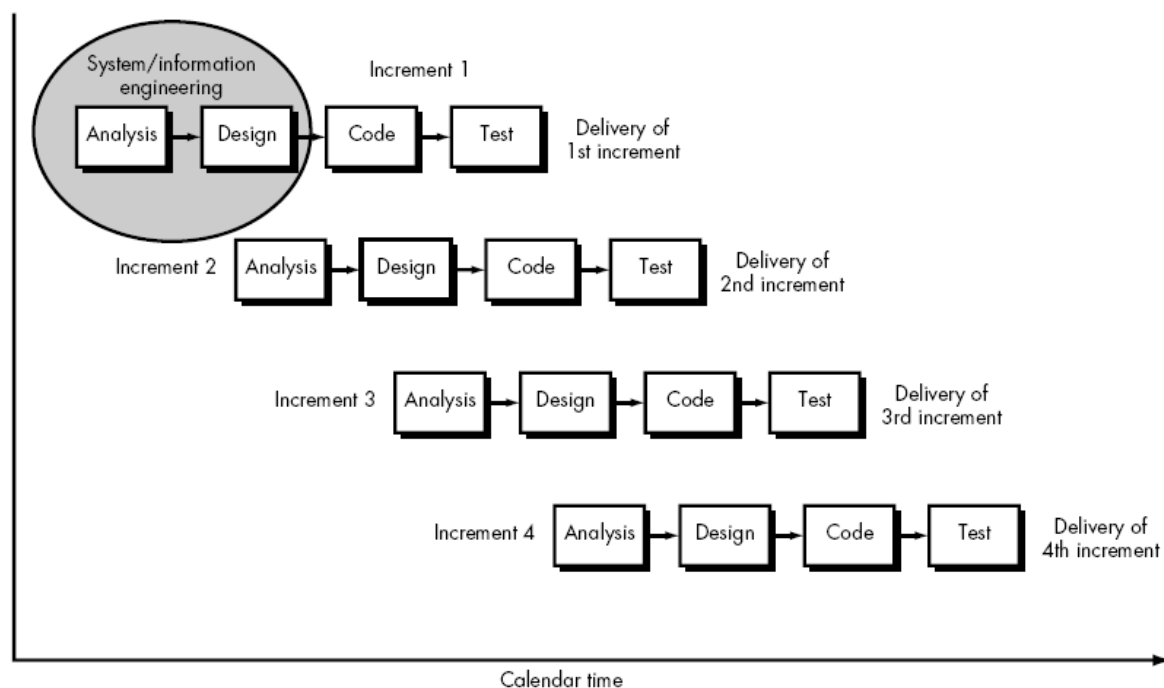 System/information
engineering
Increment 1
Analysis
Design
Code
Test
Delivery of
1st increment
Increment 2
Analysis
Design
Code
Test
Delivery of
2nd increment
Increment 3
Analysis
Design
Code
Test
Delivery of
3rd increment
Increment 4
Analysis
Design
Code
Test
Delivery of
4th increment
Calendar time